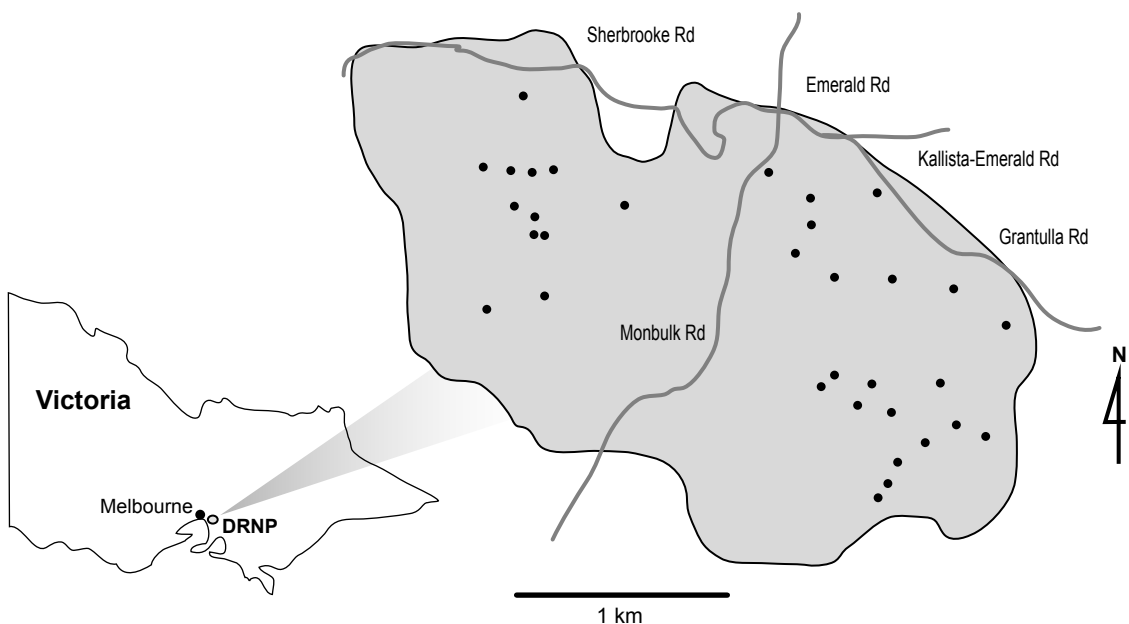 Sherbrooke Rd
Emerald Rd
Kallista-Emerald Rd
Grantulla Rd
Monbulk Rd
N
Victoria
Melbourne
DRNP
1 km